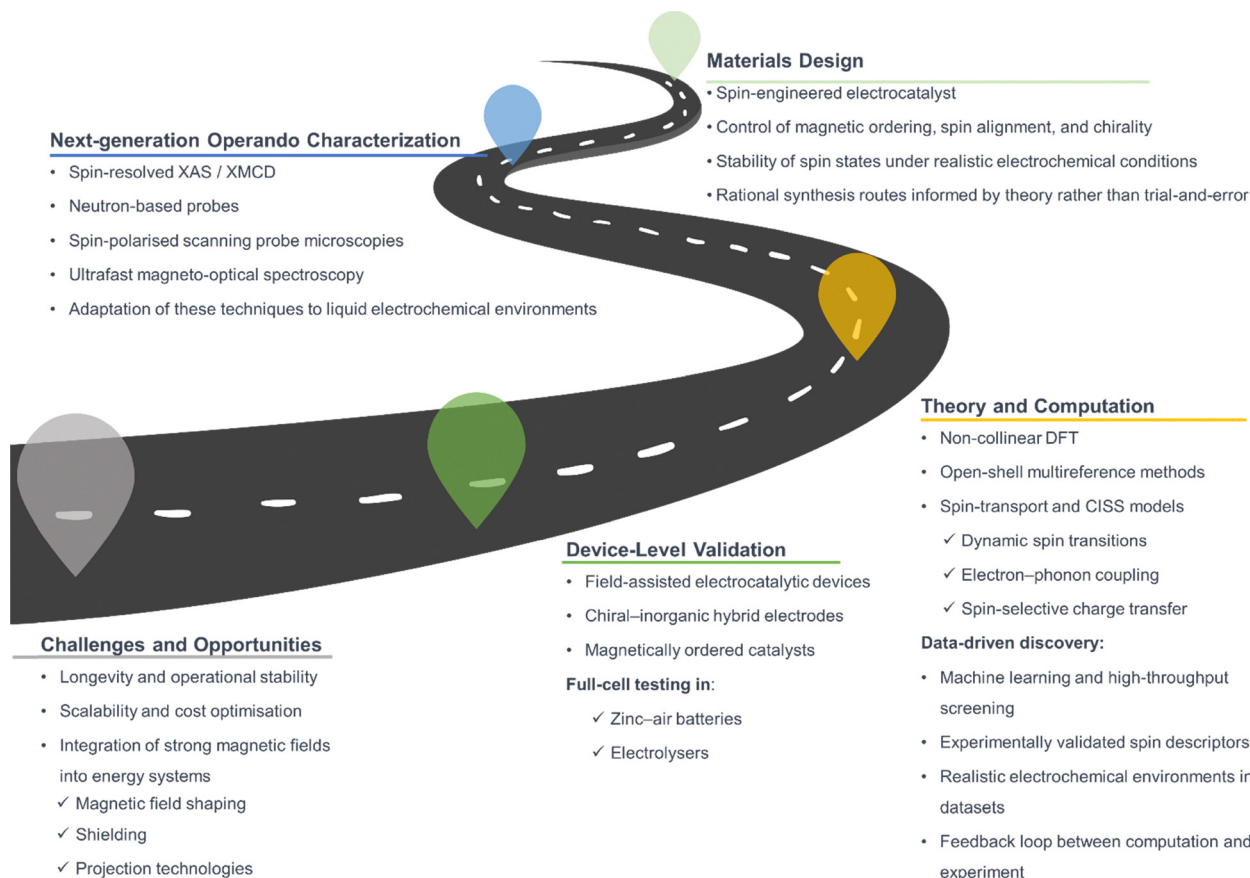 Materials Design
• Spin-engineered electrocatalyst
• Control of magnetic ordering, spin alignment, and chirality
• Stability of spin states under realistic electrochemical conditions
• Rational synthesis routes informed by theory rather than trial-and-error
Next-generation Operando Characterization
• Spin-resolved XAS / XMCD
• Neutron-based probes
• Spin-polarised scanning probe microscopies
• Ultrafast magneto-optical spectroscopy
• Adaptation of these techniques to liquid electrochemical environments
Theory and Computation
• Non-collinear DFT
• Open-shell multireference methods
• Spin-transport and CISS models
✓ Dynamic spin transitions
✓ Electron–phonon coupling
✓ Spin-selective charge transfer
Data-driven discovery:
• Machine learning and high-throughput
screening
• Experimentally validated spin descriptors
• Realistic electrochemical environments in
datasets
• Feedback loop between computation and
experiment
Device-Level Validation
• Field-assisted electrocatalytic devices
• Chiral–inorganic hybrid electrodes
• Magnetically ordered catalysts
Full-cell testing in:
✓ Zinc–air batteries
✓ Electrolysers
Challenges and Opportunities
• Longevity and operational stability
• Scalability and cost optimisation
• Integration of strong magnetic fields
into energy systems
✓ Magnetic field shaping
✓ Shielding
✓ Projection technologies